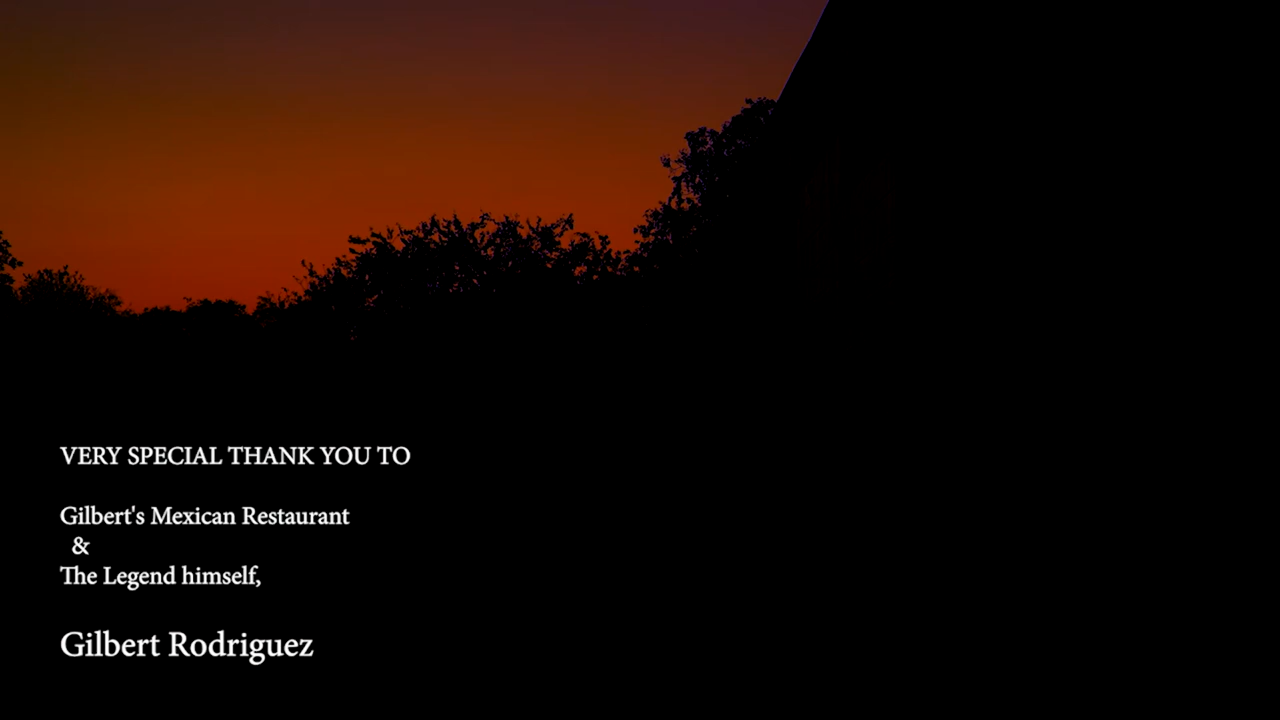 VERY SPECIAL THANK YOU TO
Gilbert's Mexican Restaurant
&
The Legend himself,
Gilbert Rodriguez